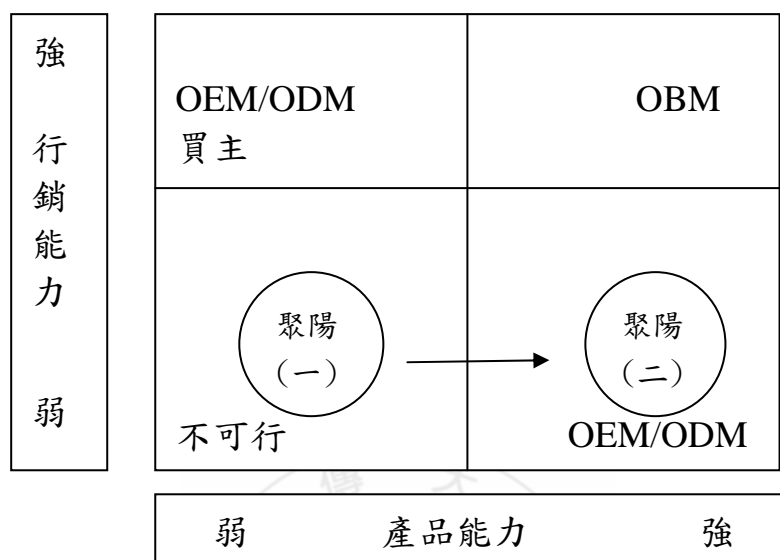 強
行
銷
能
力
弱
OEM/ODM
買主
OBM
聚陽
(一)
不可行
聚陽
(二)
OEM/ODM
弱 產品能力 強